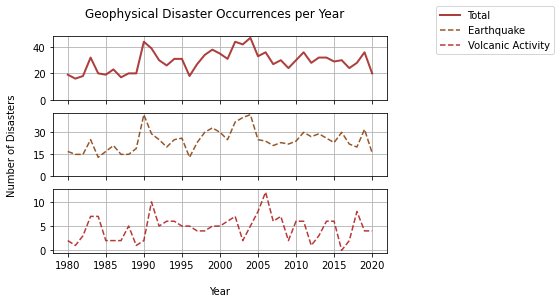 Geophysical Disaster Occurrences per Year
Total
Earthquake
Volcanic Activity
Number of Disasters
40
20
0
30
15
0
10
5
0
1980 1985 1990 1995 2000 2005 2010 2015 2020
Year